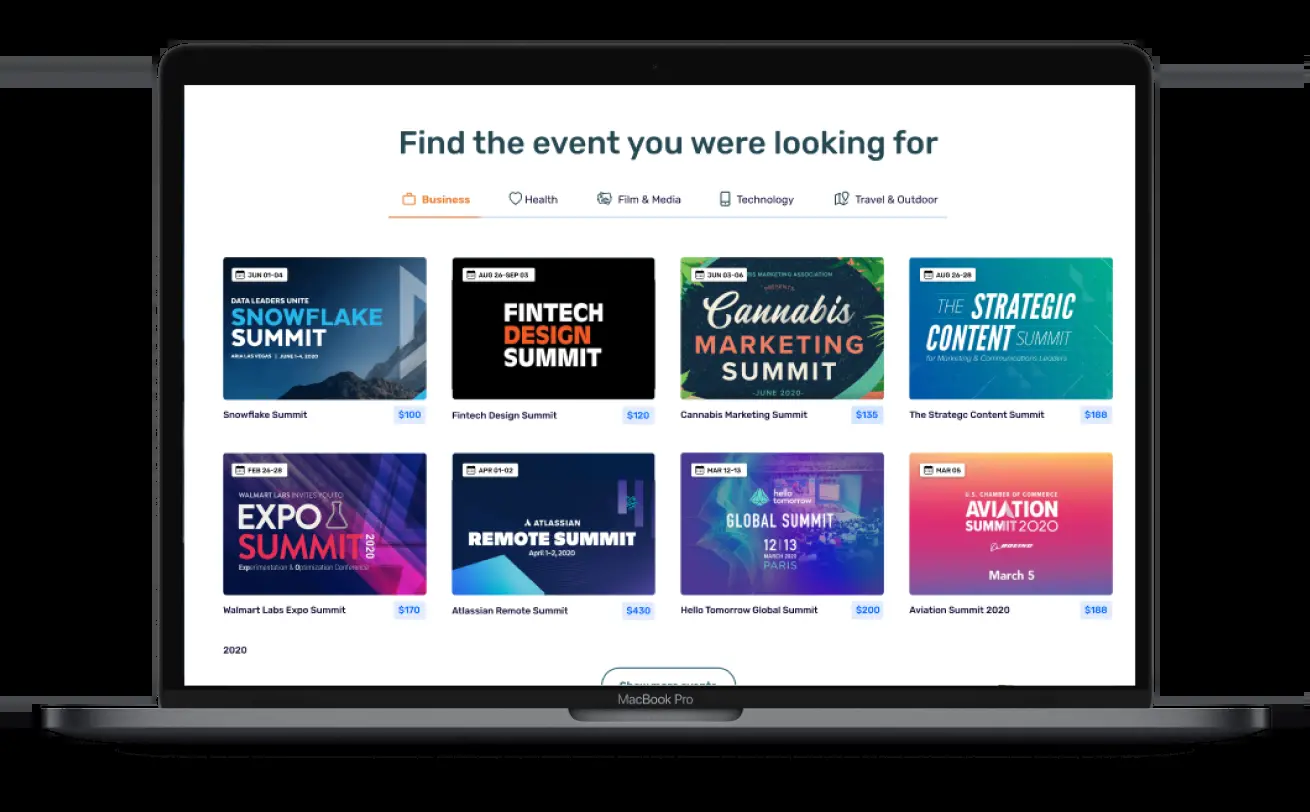 Find the event you were looking for
Business Health Film & Media Technology Travel & Outdoor
JUN 01-04
DATA LEADERS UNITE
SNOWFLAKE
SUMMIT
ARIA LAS VEGAS | JUNE 1-4, 2020
Snowflake Summit $100
AUG 26-SEP 03
FINTECH
DESIGN
SUMMIT
Fintech Design Summit $120
JUN 03-06
MARKETING ASSOCIATION
PRESENTS
Cannabis
MARKETING
SUMMIT
-JUNE 2020-
Cannabis Marketing Summit $135
AUG 26-28
THE STRATEGIC
CONTENT SUMMIT
for Marketing & Communications Leaders
The Strategc Content Summit $188
FEB 26-28
WALMART LABS INVITES YOU TO
EXPO
SUMMIT 2020
Experimentation & Optimization Conference
Walmart Labs Expo Summit $170
APR 01-02
ATLASSIAN
REMOTE SUMMIT
April 1-2, 2020
Atlassian Remote Summit $430
MAR 12-13
hello
tomorrow
GLOBAL SUMMIT
12|13
MARCH 2020
PARIS
Hello Tomorrow Global Summit $200
MAR 05
U.S. CHAMBER OF COMMERCE
AVIATION
SUMMIT 2020
BOEING
March 5
Aviation Summit 2020 $188
2020
Show more events
MacBook Pro